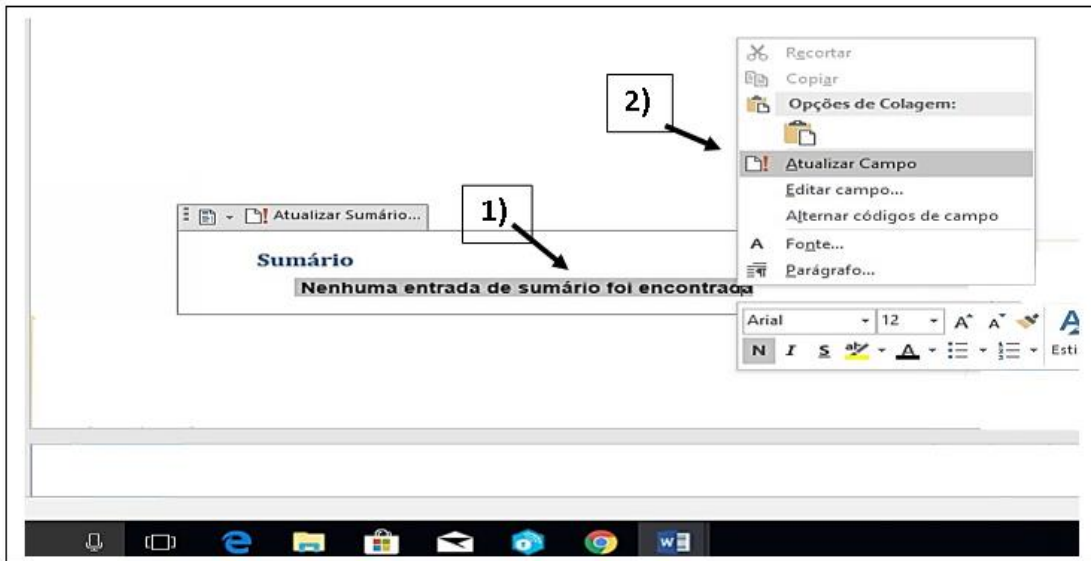 Recortar
Copiar
Opções de Colagem:
2)
Atualizar Campo
Editar campo...
Alternar códigos de campo
Atualizar Sumário...
1)
Fonte...
Sumário
Parágrafo...
Nenhuma entrada de sumário foi encontrada
Arial 12 A A A
N I S aby A Esti
W